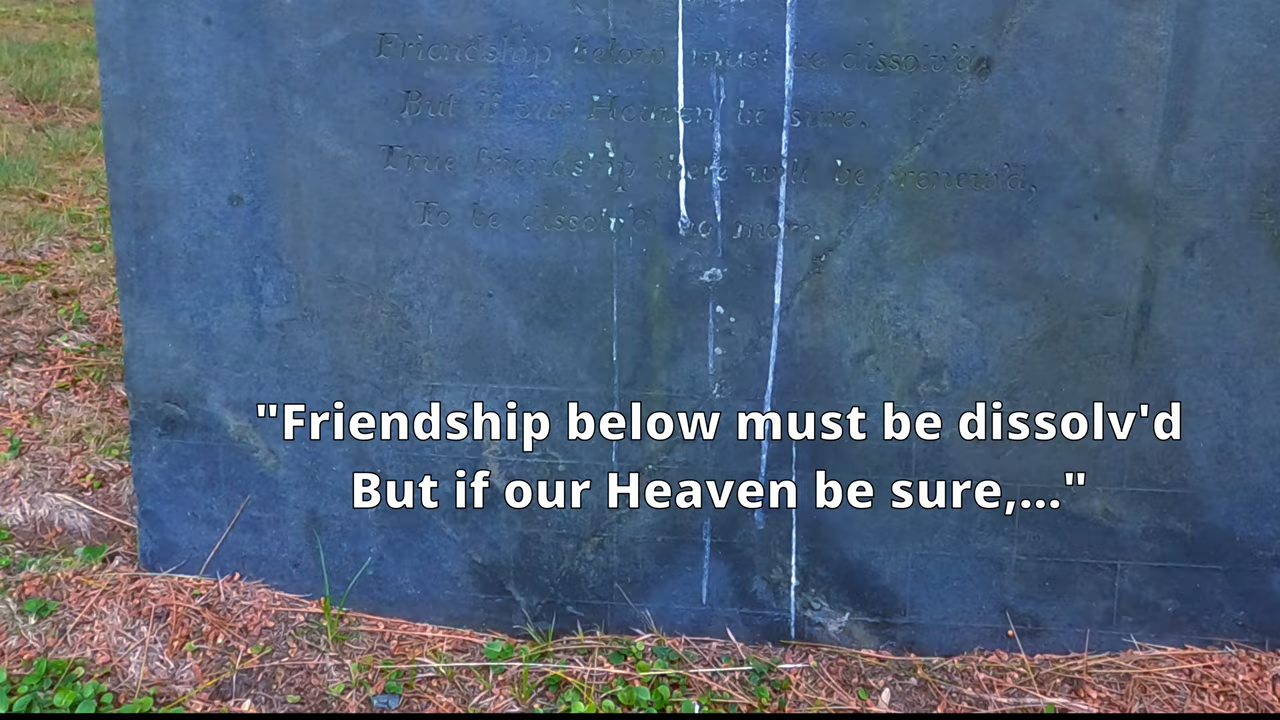 Friendship below must be dissolv'd,
But if our Heaven be sure,
True friendship there will be renew'd,
To be dissolv'd no more.
"Friendship below must be dissolv'd
But if our Heaven be sure,..."